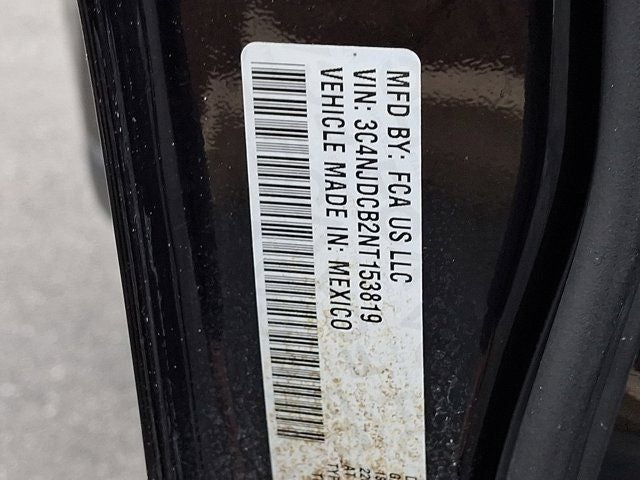 MFD BY: FCA US LLC
VIN: 3C4NJDCB2NT153819
VEHICLE MADE IN: MEXICO